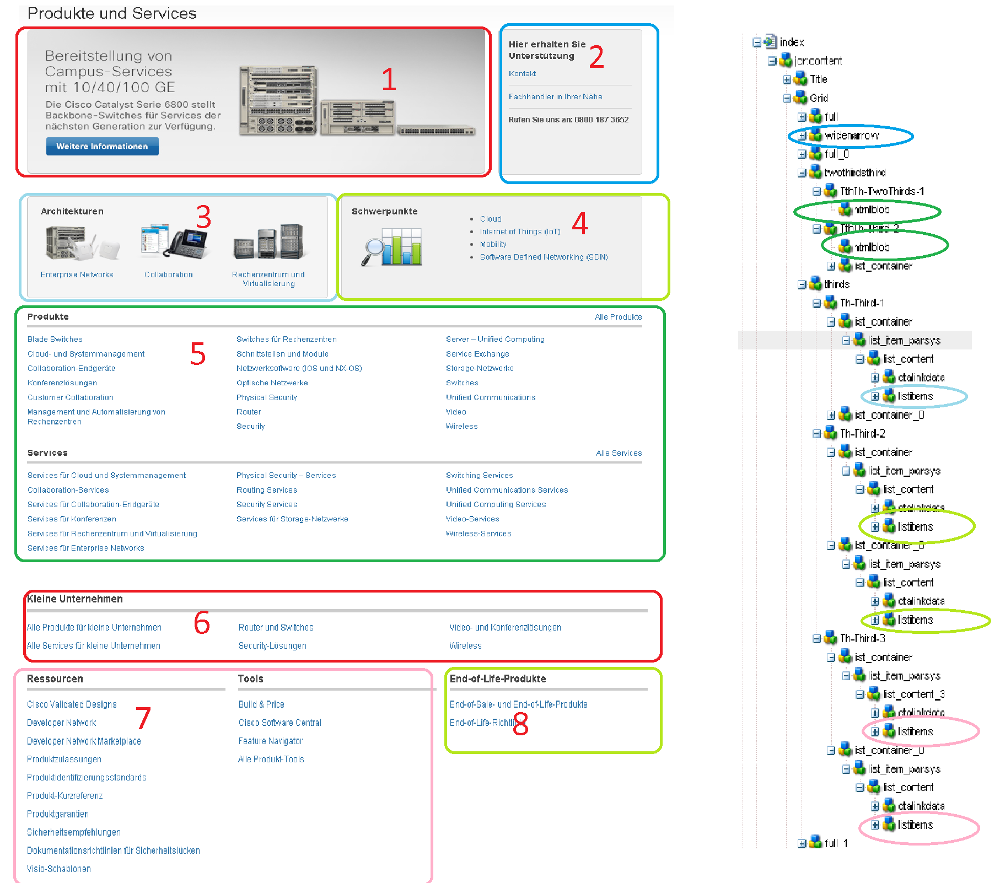 Produkte und Services
Bereitstellung von
Campus-Services
mit 10/40/100 GE
Die Cisco Catalyst Serie 6800 stellt
Backbone-Switches für Services der
nächsten Generation zur Verfügung.
Weitere Informationen
1
Hier erhalten Sie
Unterstützung
2
Kontakt
Fachhändler in Ihrer Nähe
Rufen Sie uns an: 0800 187 3652
Architekturen
3
Enterprise Networks
Collaboration
Rechenzentrum und
Virtualisierung
Schwerpunkte
4
Cloud
Internet of Things (IoT)
Mobility
Software Defined Networking (SDN)
Produkte
Alle Produkte
5
Blade Switches
Cloud- und Systemmanagement
Collaboration-Endgeräte
Konferenzlösungen
Customer Collaboration
Management und Automatisierung von
Rechenzentren
Switches für Rechenzentren
Schnittstellen und Module
Netzwerksoftware (IOS und NX-OS)
Optische Netzwerke
Physical Security
Router
Security
Server – Unified Computing
Service Exchange
Storage-Netzwerke
Switches
Unified Communications
Video
Wireless
Services
Alle Services
Services für Cloud und Systemmanagement
Collaboration-Services
Services für Collaboration-Endgeräte
Services für Konferenzen
Services für Rechenzentrum und Virtualisierung
Services für Enterprise Networks
Physical Security – Services
Routing Services
Security Services
Services für Storage-Netzwerke
Switching Services
Unified Communications Services
Unified Computing Services
Video-Services
Wireless-Services
Kleine Unternehmen
6
Alle Produkte für kleine Unternehmen
Alle Services für kleine Unternehmen
Router und Switches
Security-Lösungen
Video- und Konferenzlösungen
Wireless
Ressourcen
7
Cisco Validated Designs
Developer Network
Developer Network Marketplace
Produktzulassungen
Produktidentifizierungsstandards
Produkt-Kurzreferenz
Produktgarantien
Sicherheitsempfehlungen
Dokumentationsrichtlinien für Sicherheitslücken
Visio-Schablonen
Tools
Build & Price
Cisco Software Central
Feature Navigator
Alle Produkt-Tools
End-of-Life-Produkte
End-of-Sale- und End-of-Life-Produkte
End-of-Life-Richtlinie
8
index
jcr:content
Title
Grid
full
widenarrow
full_0
twothirdsthird
TthTh-TwoThirds-1
htmlblob
TthTh-Third-2
htmlblob
list_container
thirds
Th-Third-1
list_container
list_item_parsys
list_content
ctalinkdata
listitems
list_container_0
Th-Third-2
list_container
list_item_parsys
list_content
ctalinkdata
listitems
list_container_0
list_item_parsys
list_content
ctalinkdata
listitems
Th-Third-3
list_container
list_item_parsys
list_content_3
ctalinkdata
listitems
list_container_0
list_item_parsys
list_content
ctalinkdata
listitems
full_1